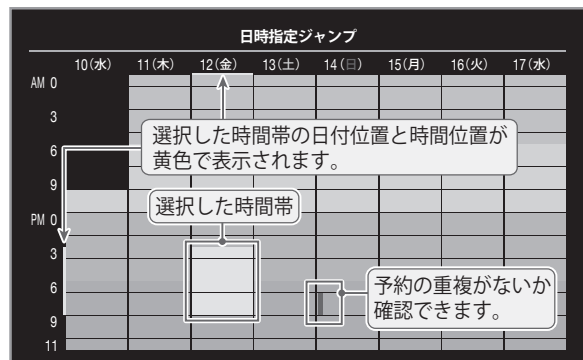 日時指定ジャンプ
10(水) 11(木) 12(金) 13(土) 14(日) 15(月) 16(火) 17(水)
AM 0
3
選択した時間帯の日付位置と時間位置が
黄色で表示されます。
6
9
選択した時間帯
PM 0
3
予約の重複がないか
確認できます。
6
9
11